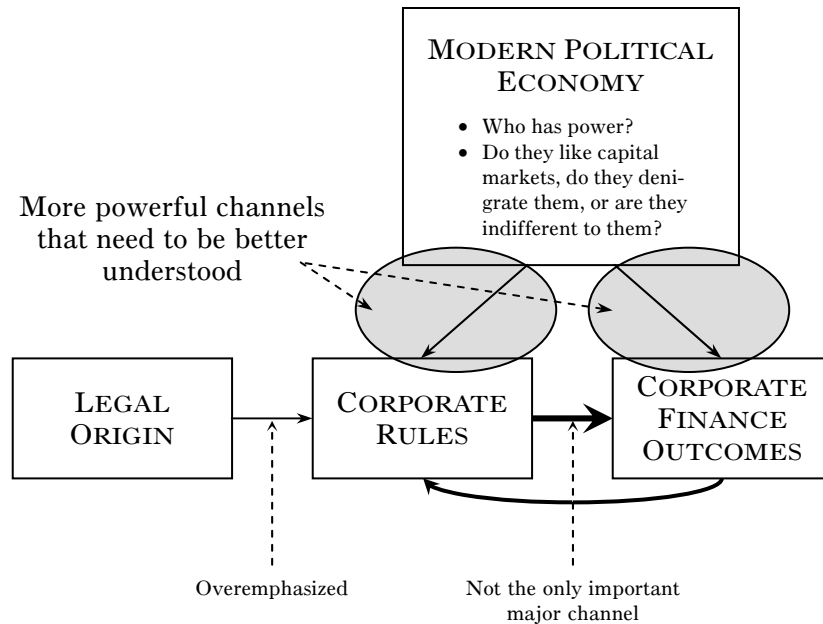 MODERN POLITICAL
ECONOMY
• Who has power?
• Do they like capital
markets, do they deni-
grate them, or are they
indifferent to them?
More powerful channels
that need to be better
understood
LEGAL
ORIGIN
CORPORATE
RULES
CORPORATE
FINANCE
OUTCOMES
Overemphasized
Not the only important
major channel